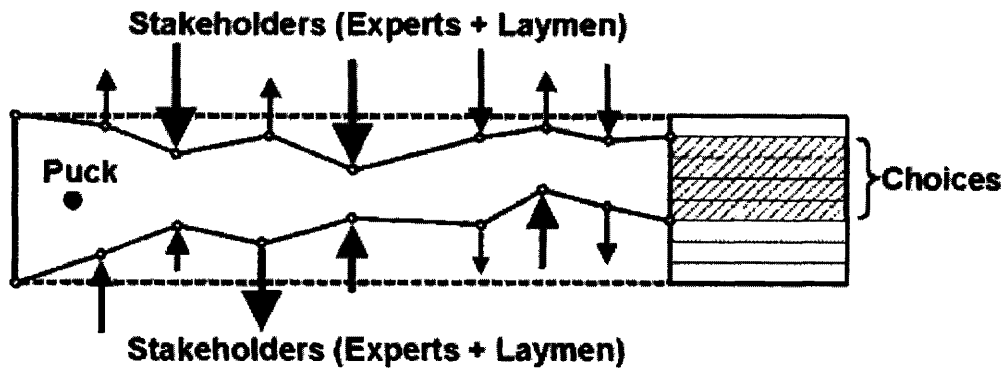 Stakeholders (Experts + Laymen)
Puck
Choices
Stakeholders (Experts + Laymen)